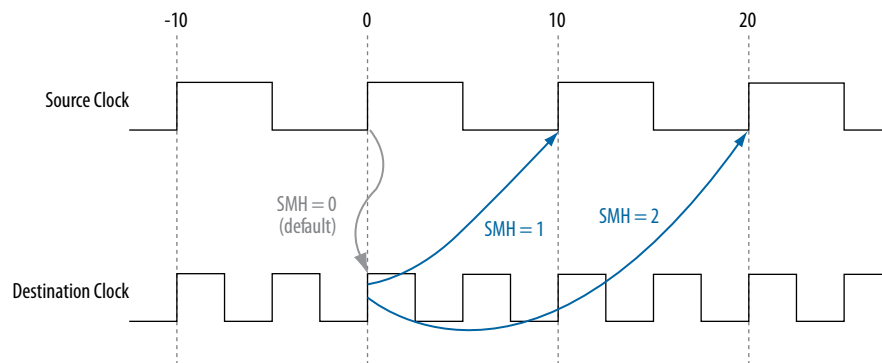 -10 0 10 20
Source Clock
SMH = 0
(default)
SMH = 1
SMH = 2
Destination Clock